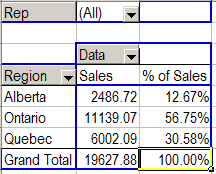 Rep (All)
Data
Region Sales % of Sales
Alberta 2486.72 12.67%
Ontario 11139.07 56.75%
Quebec 6002.09 30.58%
Grand Total 19627.88 100.00%